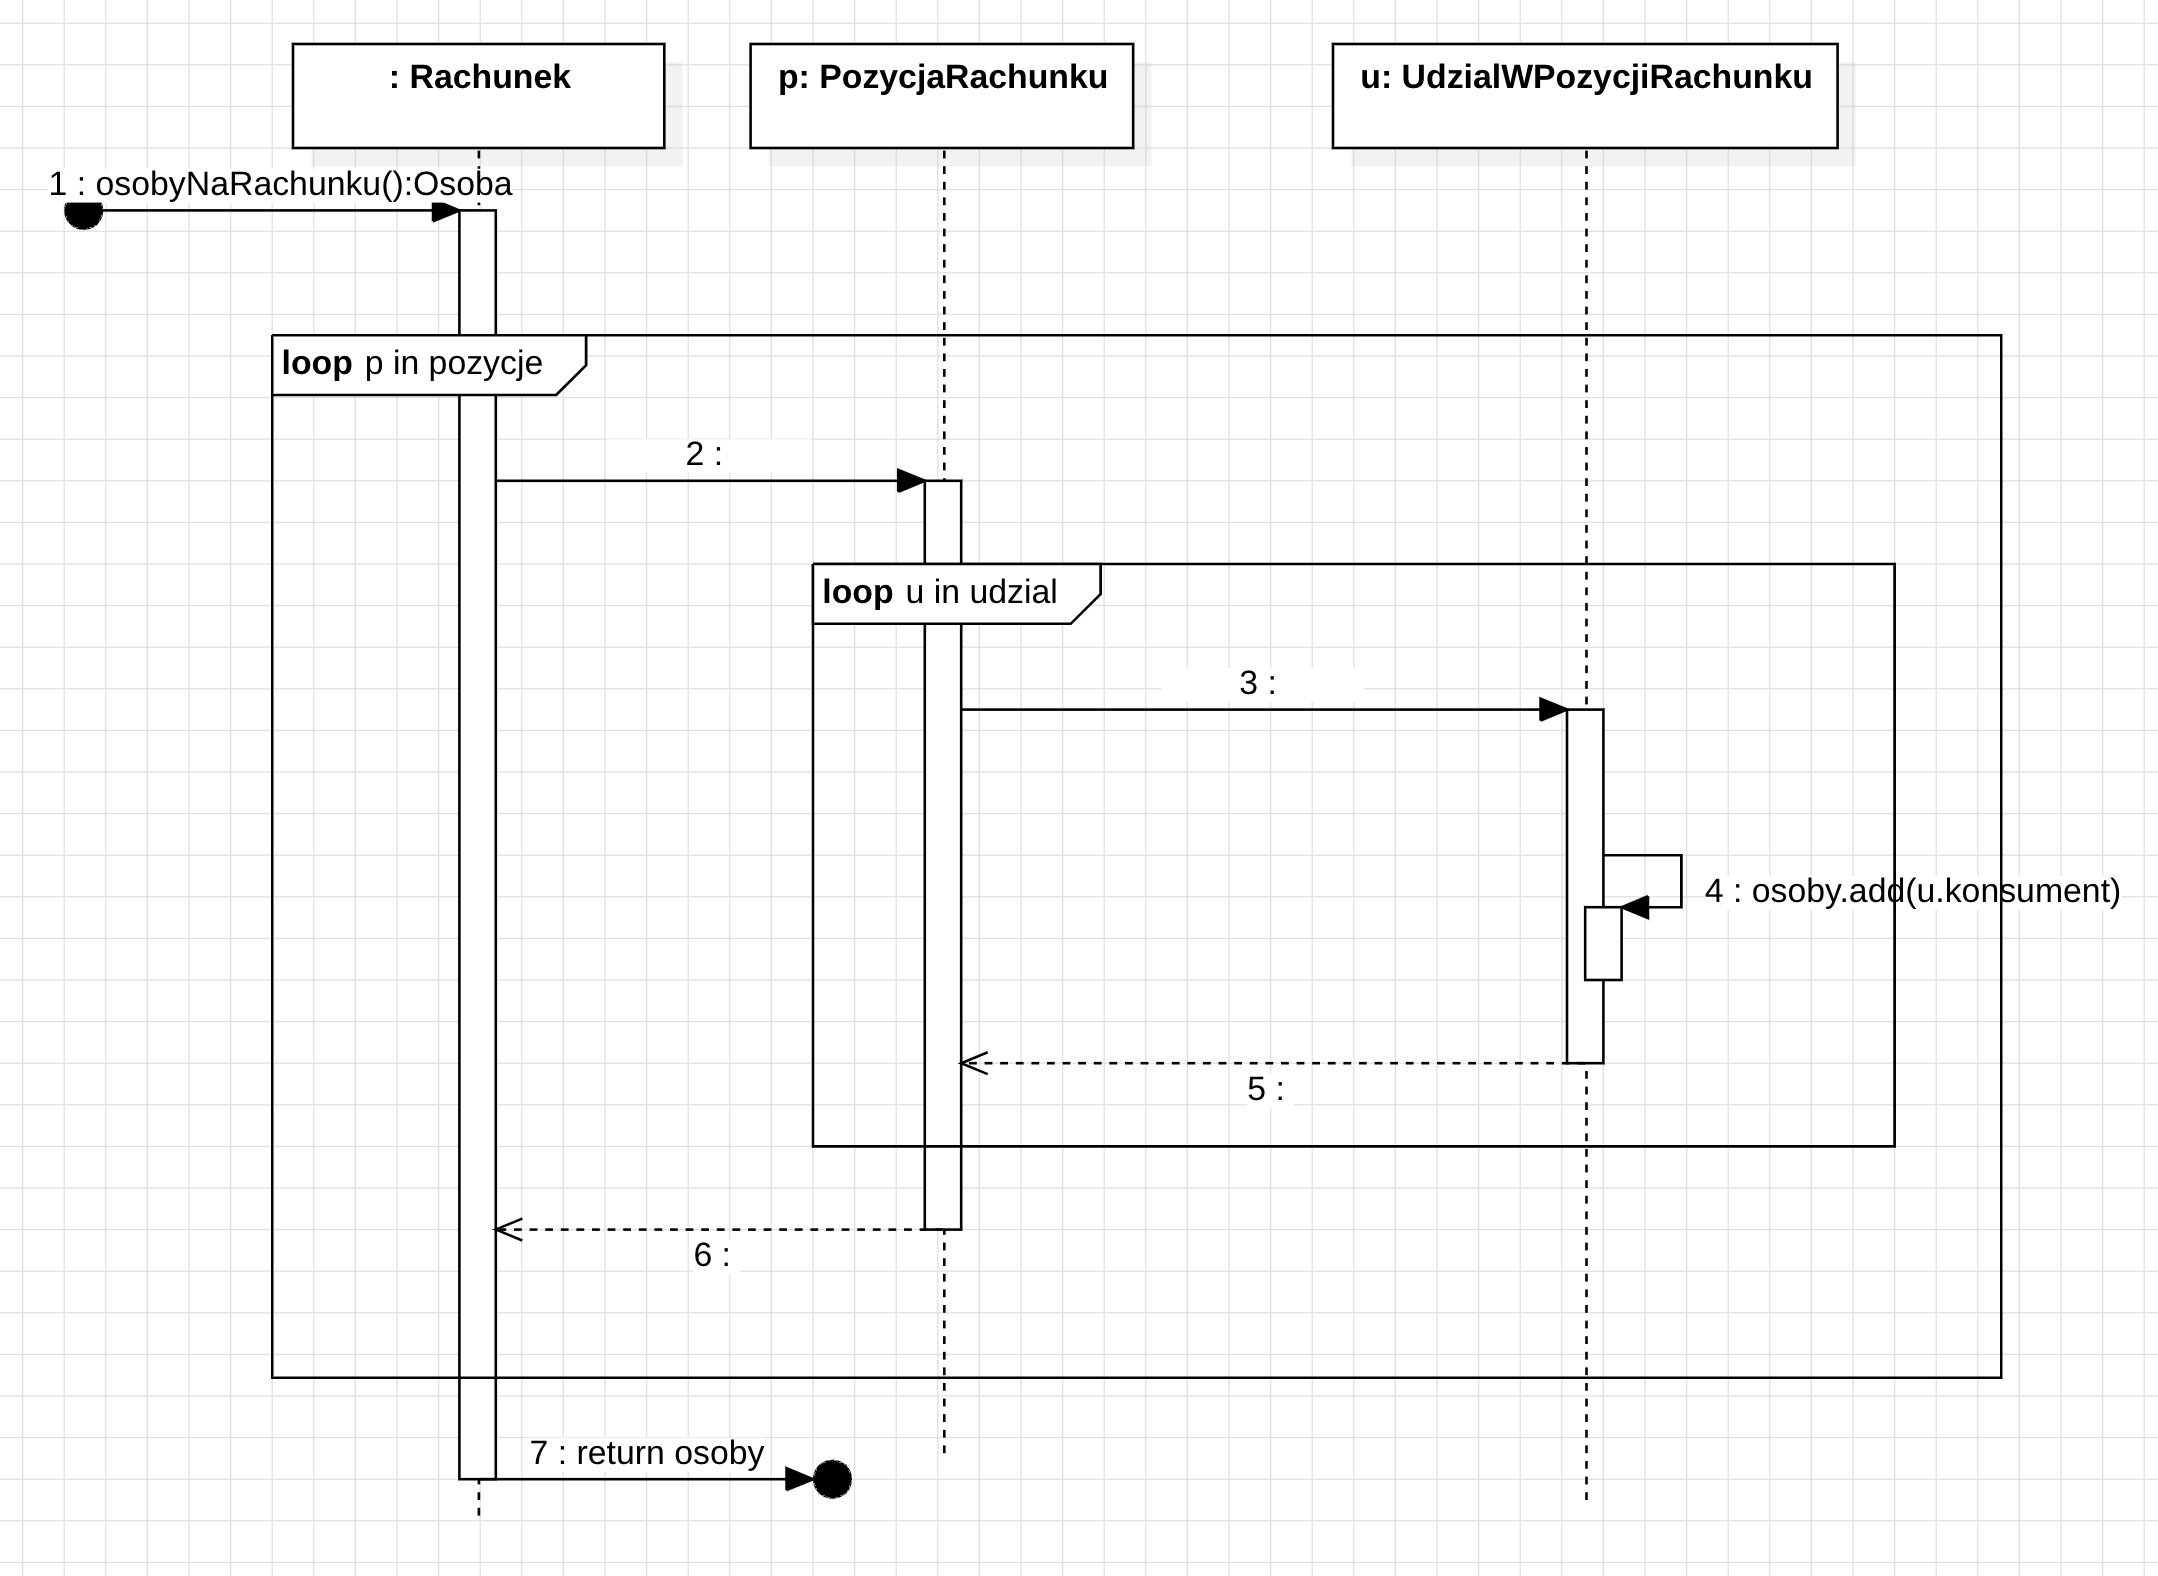 : Rachunek
p: PozycjaRachunku
u: UdzialWPozycjiRachunku
1 : osobyNaRachunku():Osoba
loop p in pozycje
2 :
loop u in udzial
3 :
4 : osoby.add(u.konsument)
5 :
6 :
7 : return osoby